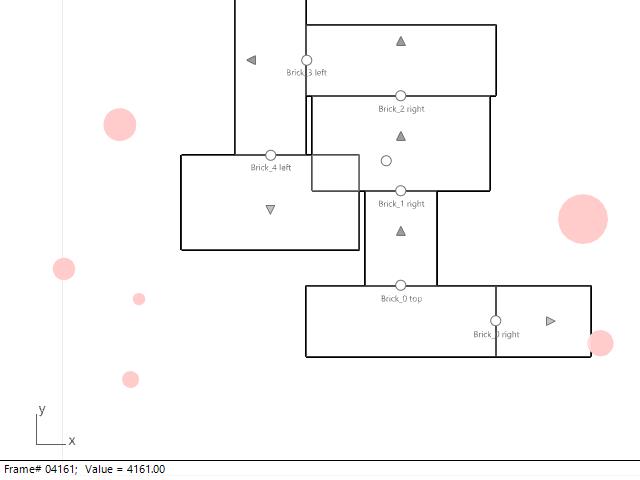 Brick_3 left
Brick_2 right
Brick_4 left
Brick_1 right
Brick_0 top
Brick_0 right
y
x
Frame# 04161;  Value = 4161.00